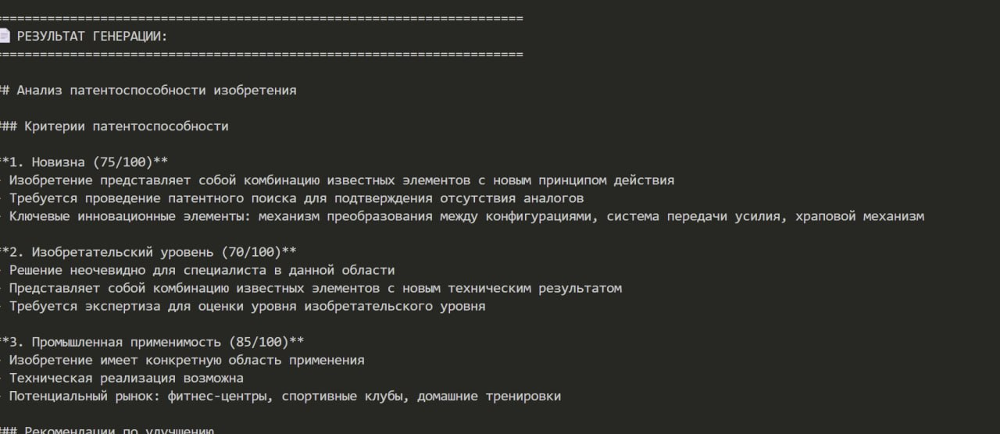 ======================================================================
РЕЗУЛЬТАТ ГЕНЕРАЦИИ:
======================================================================
## Анализ патентоспособности изобретения
### Критерии патентоспособности
**1. Новизна (75/100)**
- Изобретение представляет собой комбинацию известных элементов с новым принципом действия
- Требуется проведение патентного поиска для подтверждения отсутствия аналогов
- Ключевые инновационные элементы: механизм преобразования между конфигурациями, система передачи усилия, храповой механизм
**2. Изобретательский уровень (70/100)**
- Решение неочевидно для специалиста в данной области
- Представляет собой комбинацию известных элементов с новым техническим результатом
- Требуется экспертиза для оценки уровня изобретательского уровня
**3. Промышленная применимость (85/100)**
- Изобретение имеет конкретную область применения
- Техническая реализация возможна
- Потенциальный рынок: фитнес-центры, спортивные клубы, домашние тренировки
### Рекомендации по улучшению